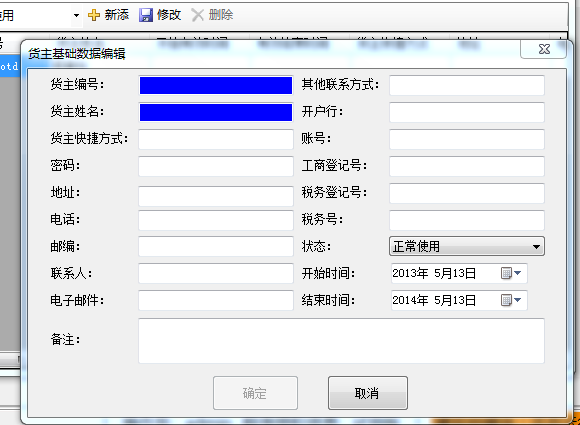 用 新添 修改 删除
号
otd
货主基础数据编辑
货主编号： 其他联系方式：
货主姓名： 开户行：
货主快捷方式： 账号：
密码： 工商登记号：
地址： 税务登记号：
电话： 税务号：
邮编： 状态： 正常使用
联系人： 开始时间： 2013年 5月13日
电子邮件： 结束时间： 2014年 5月13日
备注：
确定 取消